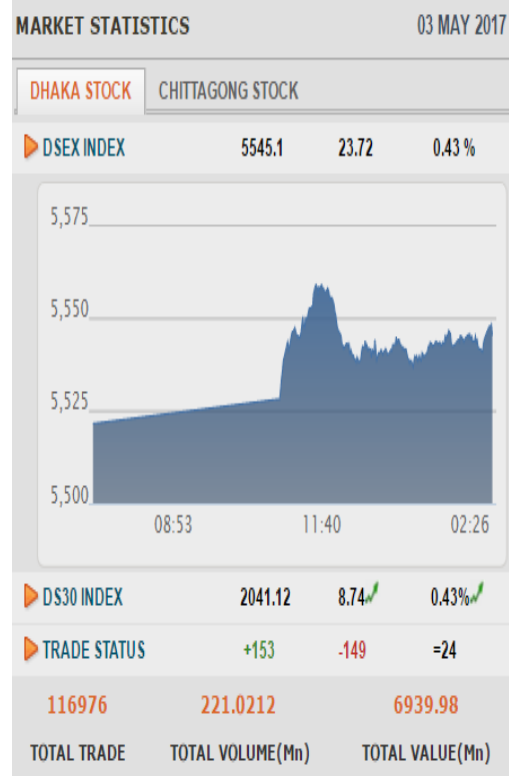 MARKET STATISTICS 03 MAY 2017
DHAKA STOCK CHITTAGONG STOCK
DSEX INDEX 5545.1 23.72 0.43 %
5,575
5,550
5,525
5,500
08:53 11:40 02:26
DS30 INDEX 2041.12 8.74 0.43%
TRADE STATUS +153 -149 =24
116976 221.0212 6939.98
TOTAL TRADE TOTAL VOLUME(Mn) TOTAL VALUE(Mn)